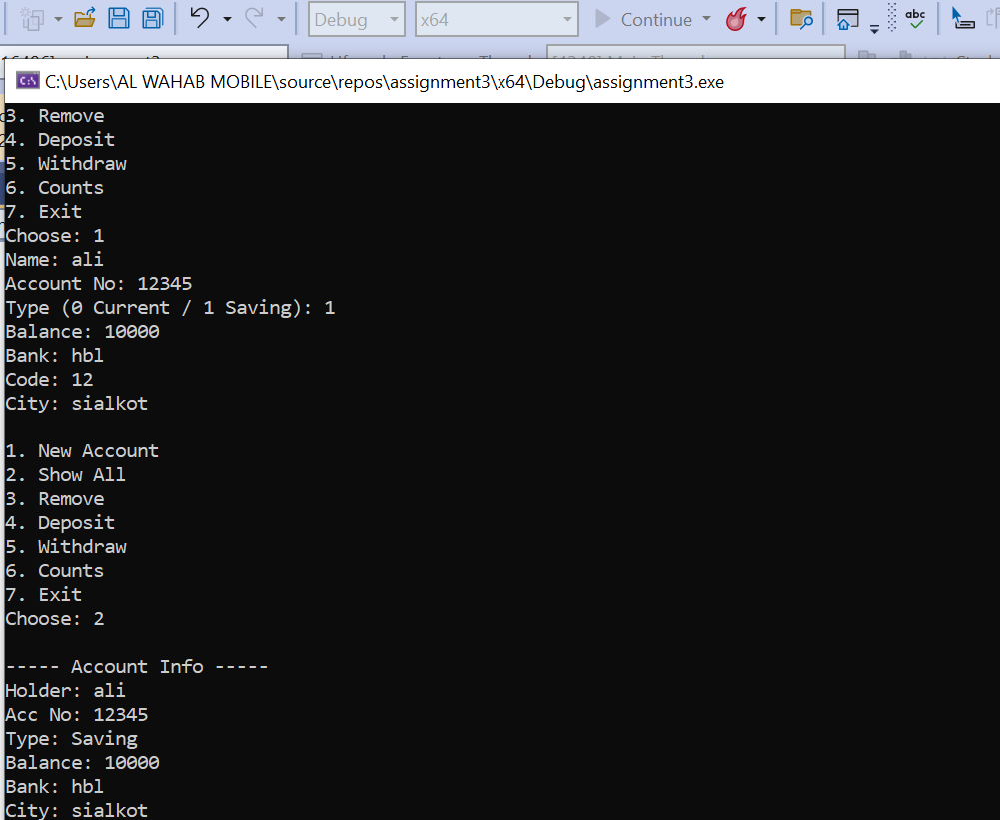 Debug x64 Continue abc
C:\Users\AL WAHAB MOBILE\source\repos\assignment3\x64\Debug\assignment3.exe
3. Remove
4. Deposit
5. Withdraw
6. Counts
7. Exit
Choose: 1
Name: ali
Account No: 12345
Type (0 Current / 1 Saving): 1
Balance: 10000
Bank: hbl
Code: 12
City: sialkot
1. New Account
2. Show All
3. Remove
4. Deposit
5. Withdraw
6. Counts
7. Exit
Choose: 2
----- Account Info -----
Holder: ali
Acc No: 12345
Type: Saving
Balance: 10000
Bank: hbl
City: sialkot